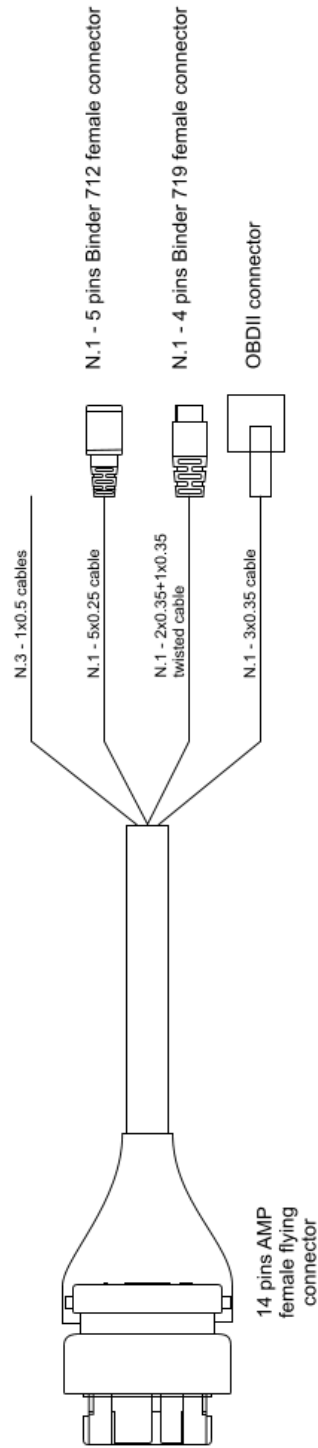 N.1 - 5 pins Binder 712 female connector
N.1 - 4 pins Binder 719 female connector
OBDII connector
N.3 - 1x0.5 cables
N.1 - 5x0.25 cable
N.1 - 2x0.35+1x0.35
twisted cable
N.1 - 3x0.35 cable
14 pins AMP
female flying
connector